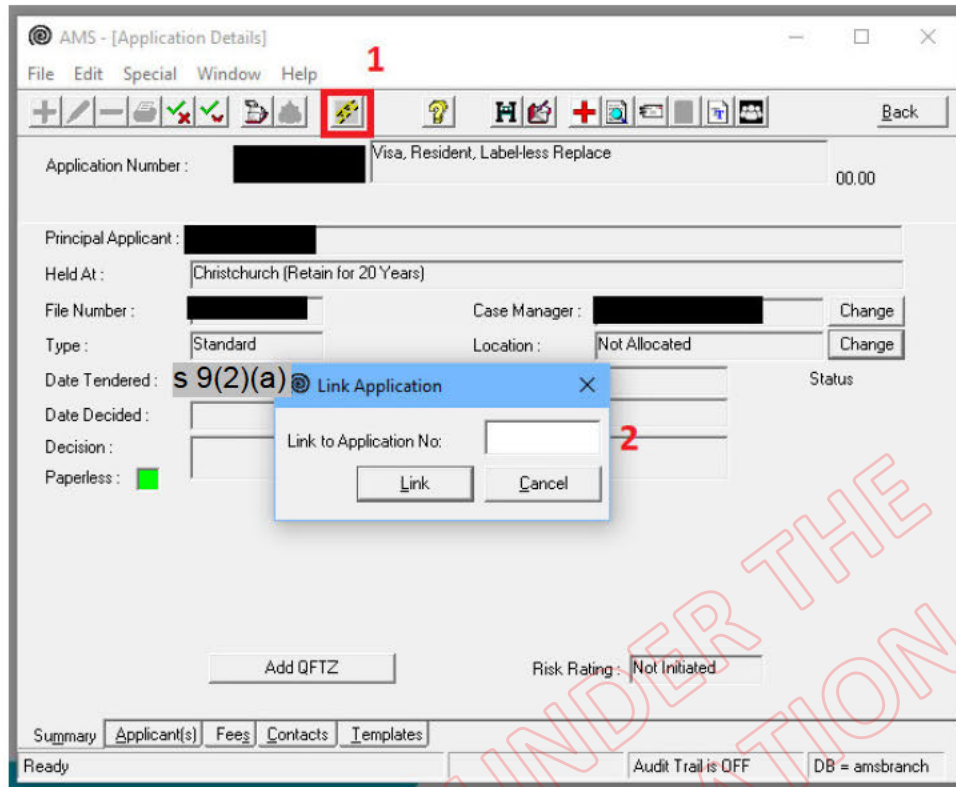 AMS - [Application Details]
1
File Edit Special Window Help
Back
Application Number :
Visa, Resident, Label-less Replace
00.00
Principal Applicant :
Held At : Christchurch (Retain for 20 Years)
File Number : Case Manager : Change
Type : Standard Location : Not Allocated Change
Date Tendered : s 9(2)(a) Link Application Status
Date Decided :
Link to Application No: 2
Decision :
Paperless :
Link Cancel
Add QFTZ Risk Rating : Not Initiated
Summary Applicant(s) Fees Contacts Templates
Ready Audit Trail is OFF DB = amsbranch
UNDER THE
ATION